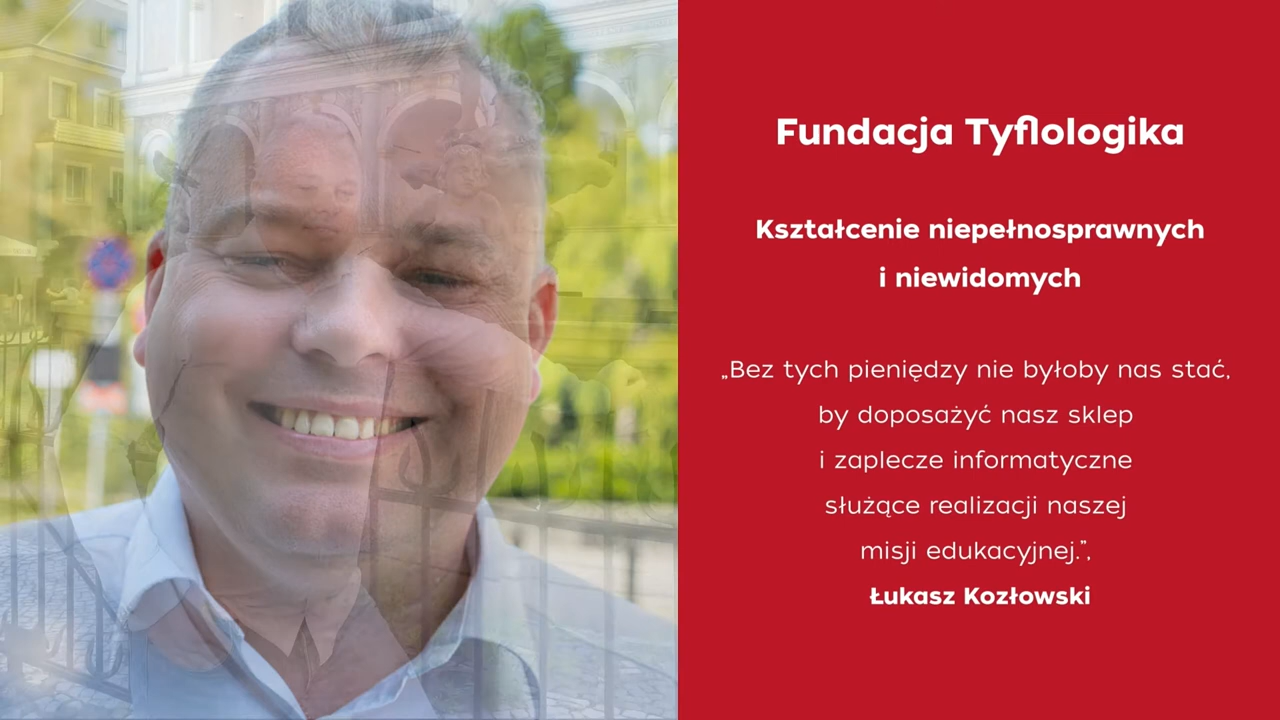 Fundacja Tyflologika
Kształcenie niepełnosprawnych
i niewidomych
„Bez tych pieniędzy nie byłoby nas stać,
by doposażyć nasz sklep
i zaplecze informatyczne
służące realizacji naszej
misji edukacyjnej.”,
Łukasz Kozłowski